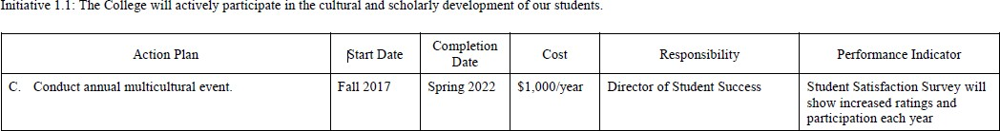 Initiative 1.1: The College will actively participate in the cultural and scholarly development of our students.
Action Plan
Start Date
Completion
Date
Cost
Responsibility
Performance Indicator
C. Conduct annual multicultural event.
Fall 2017
Spring 2022
$1,000/year
Director of Student Success
Student Satisfaction Survey will
show increased ratings and
participation each year